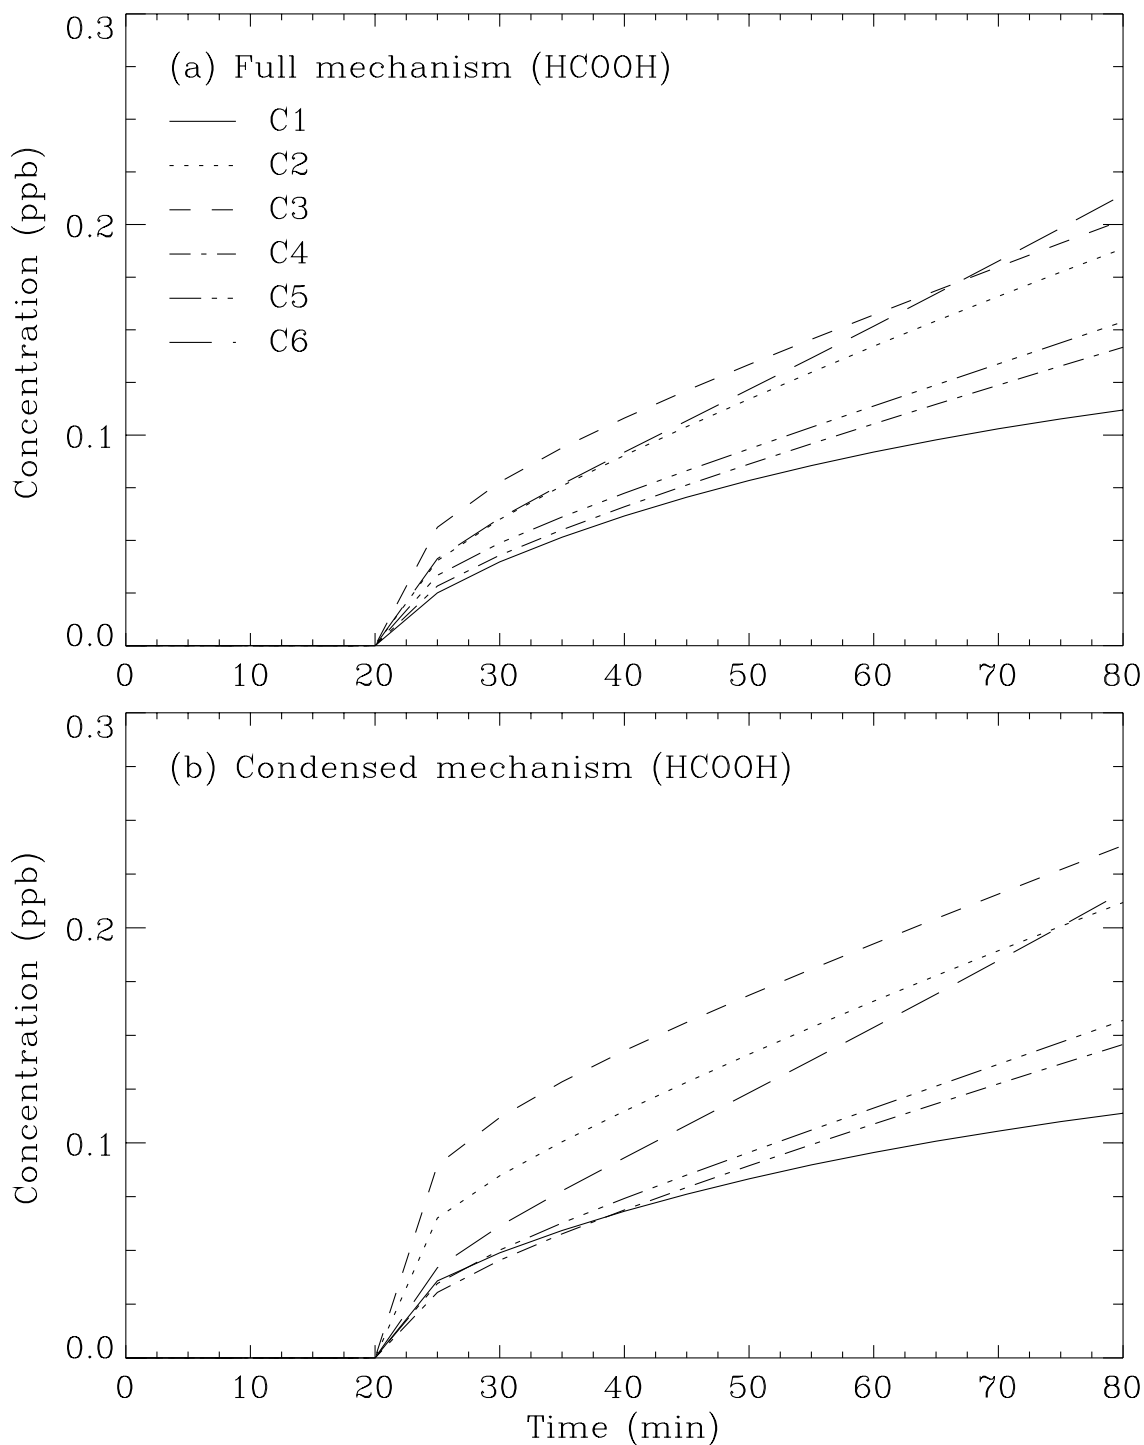 0.3
(a) Full mechanism (HCOOH)
C1
C2
C3
C4
C5
C6
Concentration (ppb)
0.2
0.1
0.0
0 10 20 30 40 50 60 70 80
0.3
(b) Condensed mechanism (HCOOH)
Concentration (ppb)
0.2
0.1
0.0
0 10 20 30 40 50 60 70 80
Time (min)